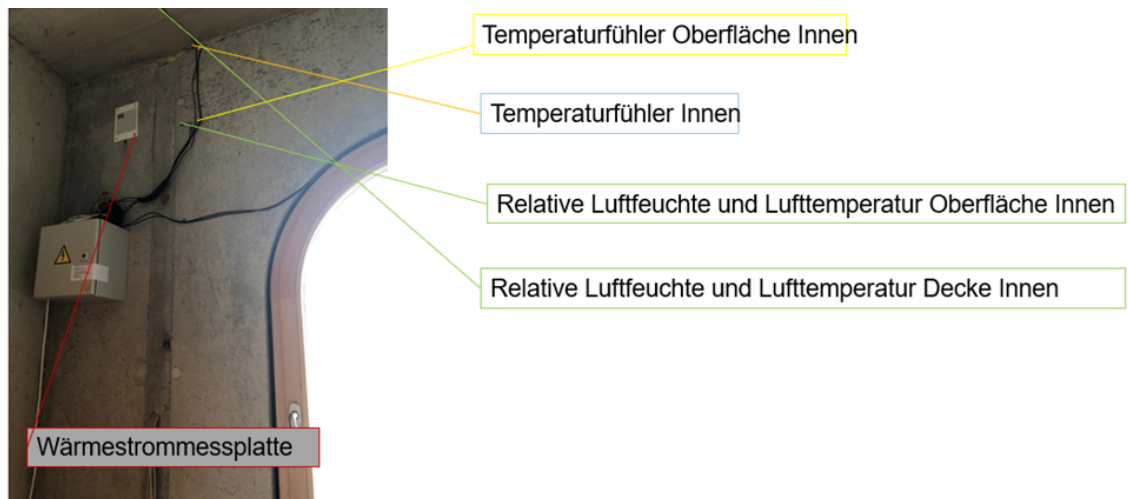 Temperaturfühler Oberfläche Innen
Temperaturfühler Innen
Relative Luftfeuchte und Lufttemperatur Oberfläche Innen
Relative Luftfeuchte und Lufttemperatur Decke Innen
Wärmestrommessplatte